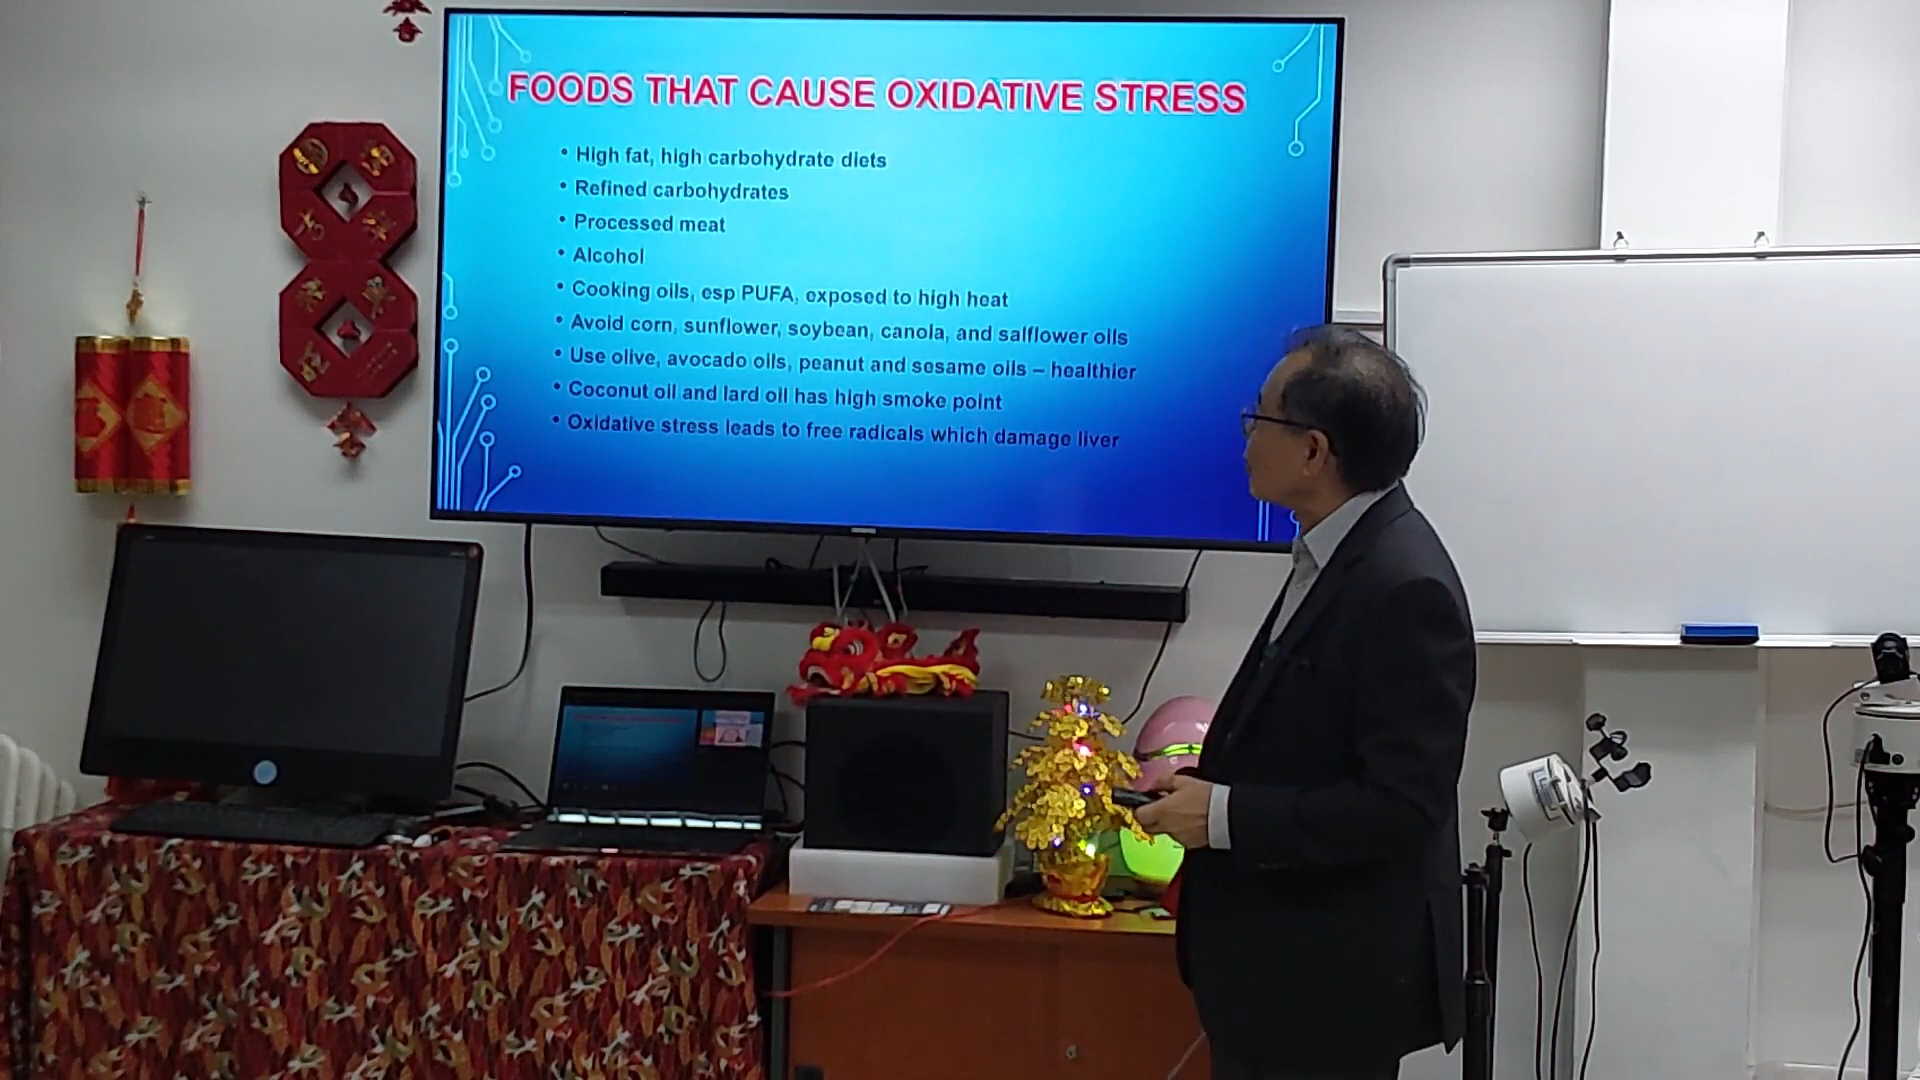 FOODS THAT CAUSE OXIDATIVE STRESS
• High fat, high carbohydrate diets
• Refined carbohydrates
• Processed meat
• Alcohol
• Cooking oils, esp PUFA, exposed to high heat
• Avoid corn, sunflower, soybean, canola, and salflower oils
• Use olive, avocado oils, peanut and sesame oils – healthier
• Coconut oil and lard oil has high smoke point
• Oxidative stress leads to free radicals which damage liver